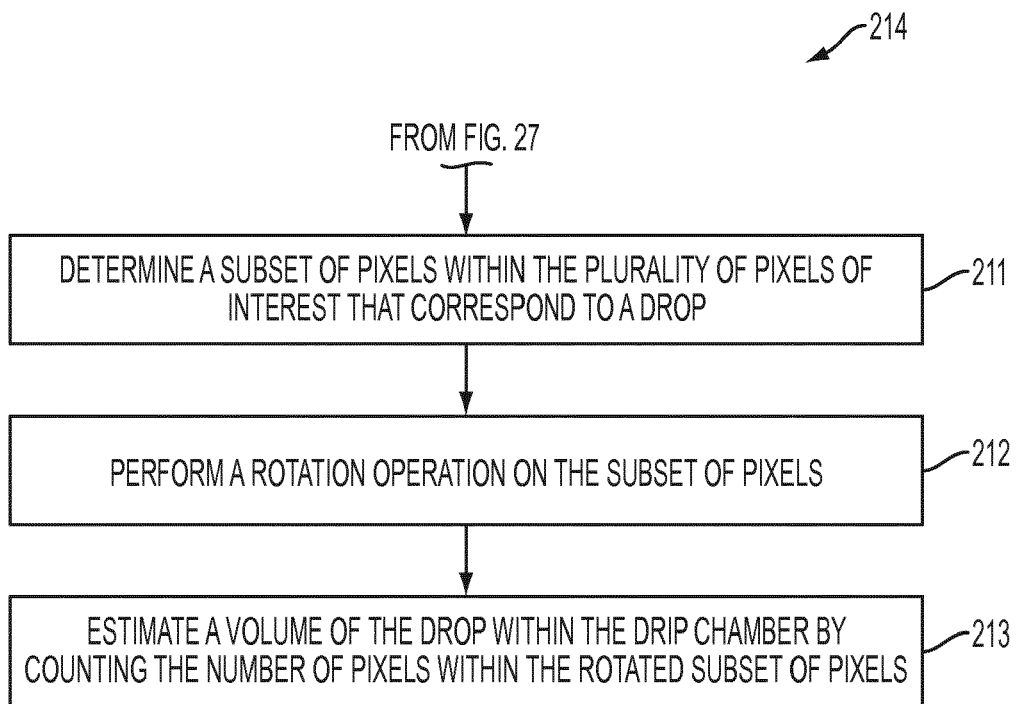 214
FROM FIG. 27
DETERMINE A SUBSET OF PIXELS WITHIN THE PLURALITY OF PIXELS OF
INTEREST THAT CORRESPOND TO A DROP
211
PERFORM A ROTATION OPERATION ON THE SUBSET OF PIXELS
212
ESTIMATE A VOLUME OF THE DROP WITHIN THE DRIP CHAMBER BY
COUNTING THE NUMBER OF PIXELS WITHIN THE ROTATED SUBSET OF PIXELS
213